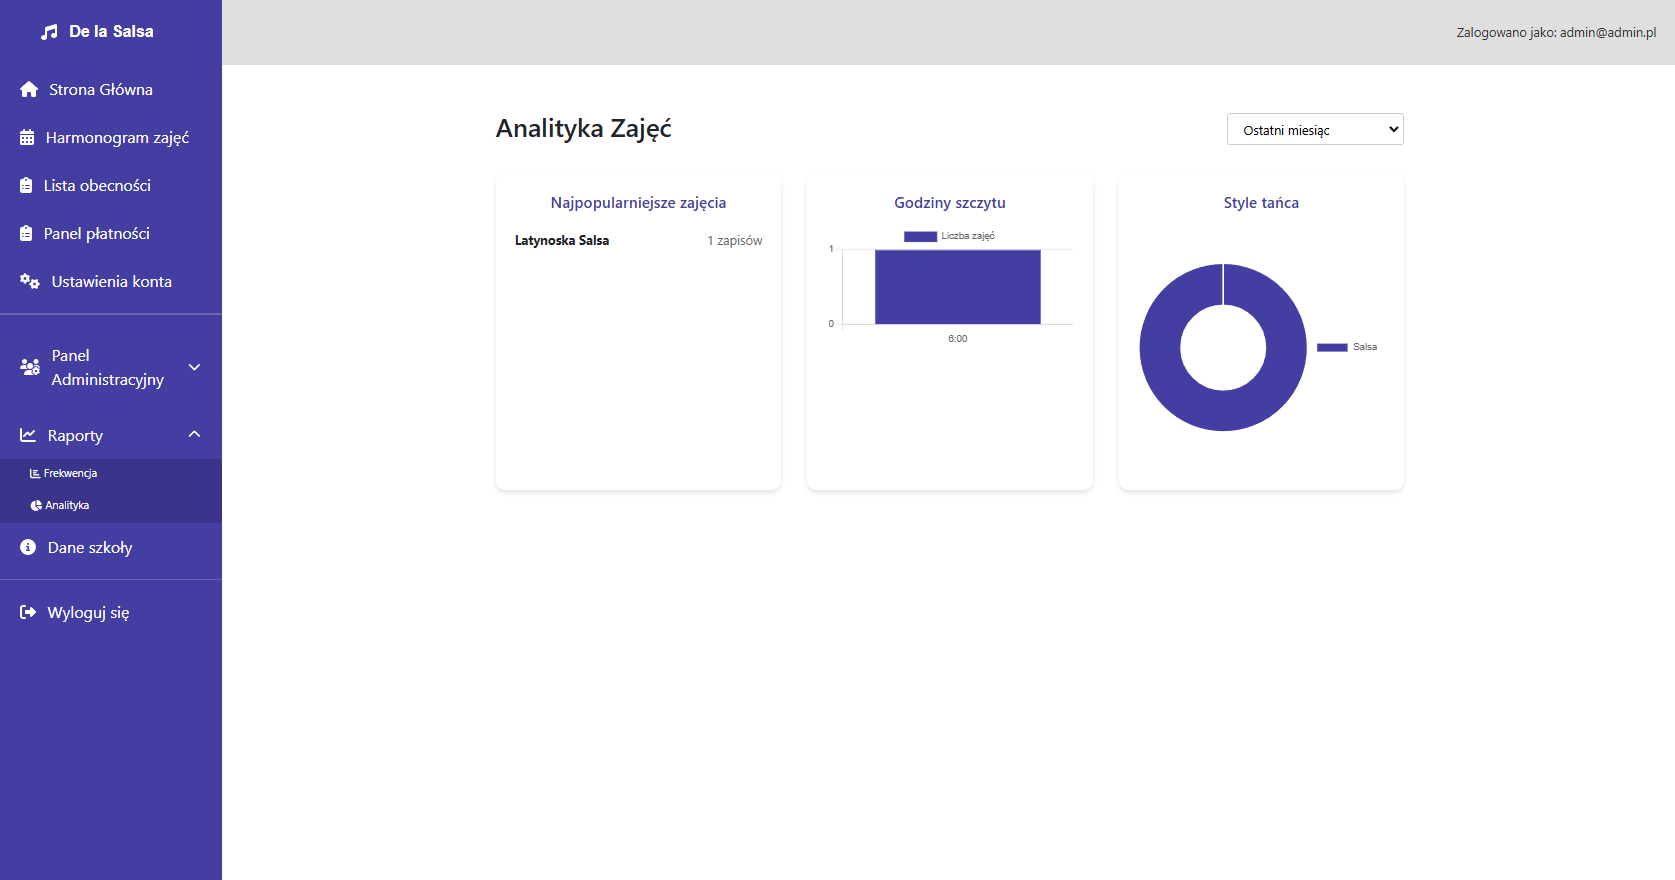 De la Salsa
Zalogowano jako: admin@admin.pl
Strona Główna
Harmonogram zajęć
Lista obecności
Panel płatności
Ustawienia konta
Panel
Administracyjny
Raporty
Frekwencja
Analityka
Dane szkoły
Wyloguj się
Analityka Zajęć
Ostatni miesiąc
Najpopularniejsze zajęcia
Latynoska Salsa 1 zapisów
Godziny szczytu
Liczba zajęć
1
0
6:00
Style tańca
Salsa